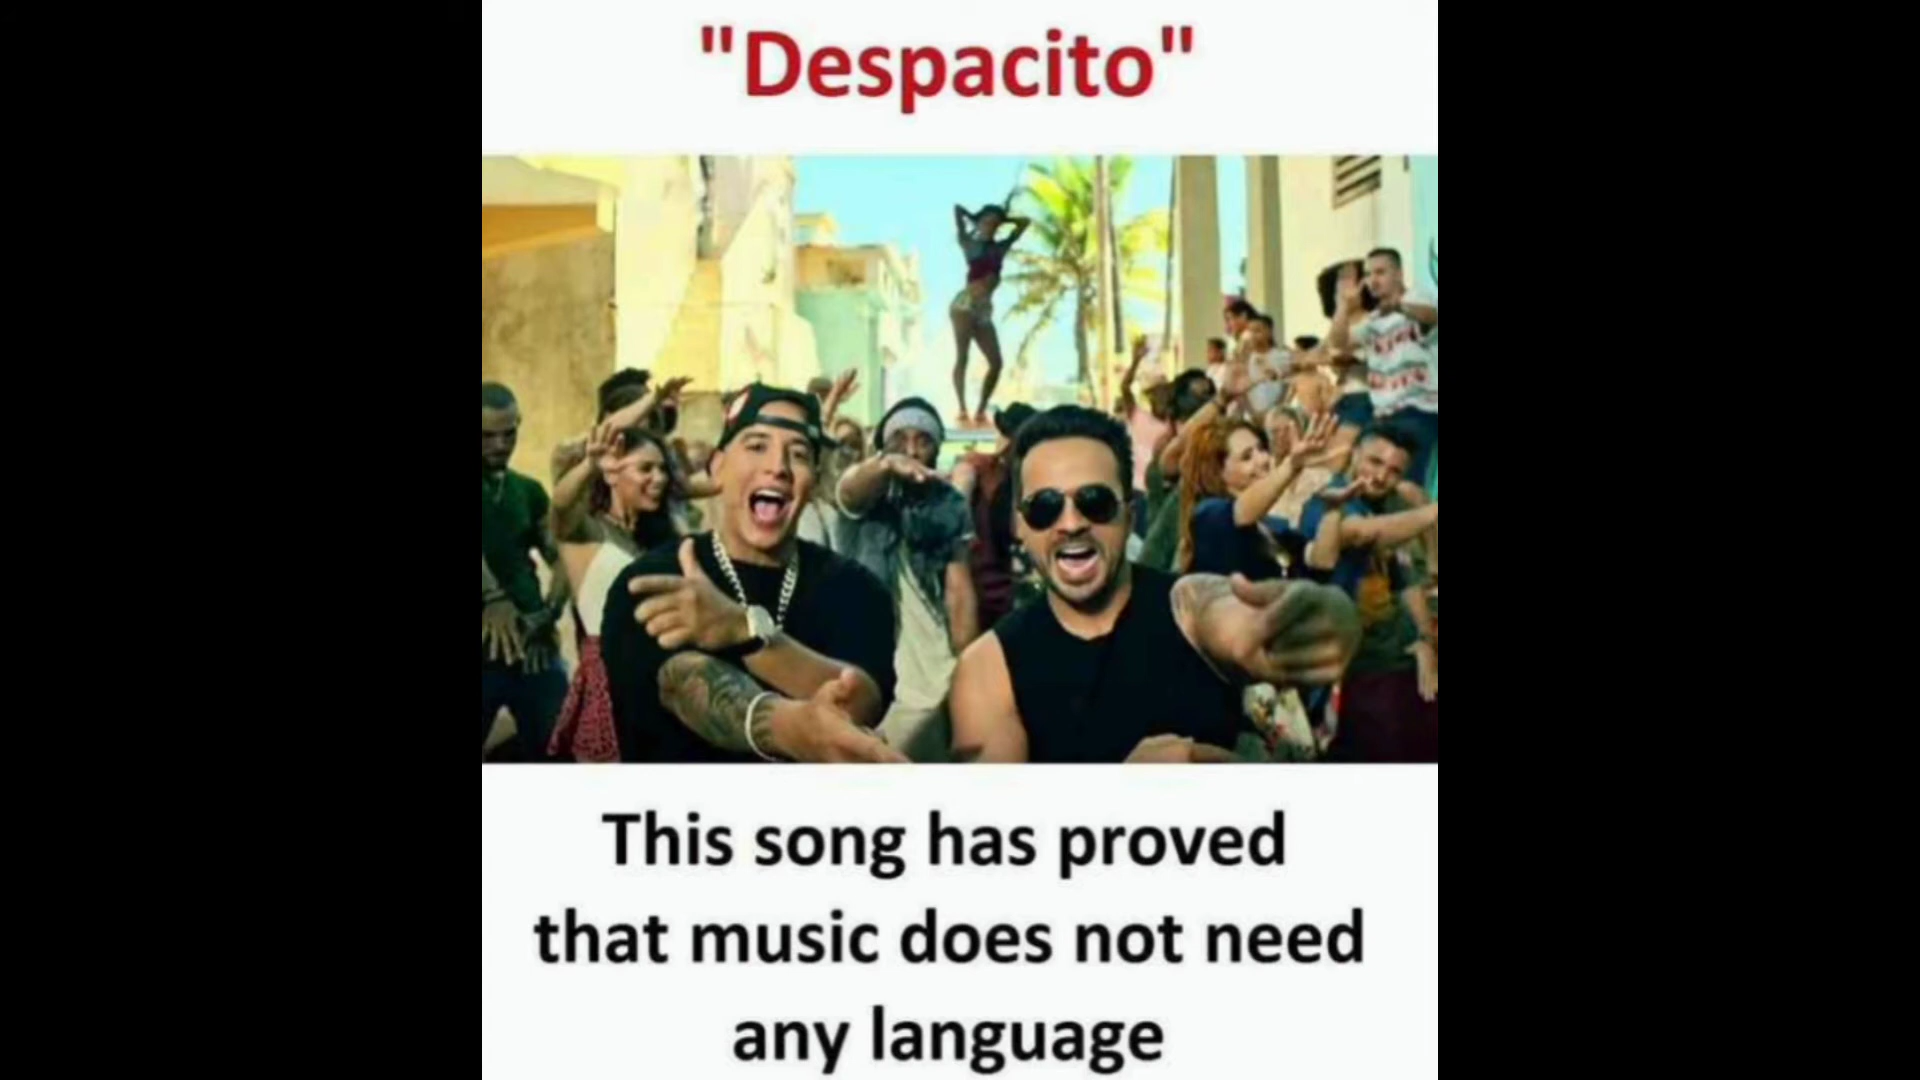 "Despacito"
This song has proved
that music does not need
any language